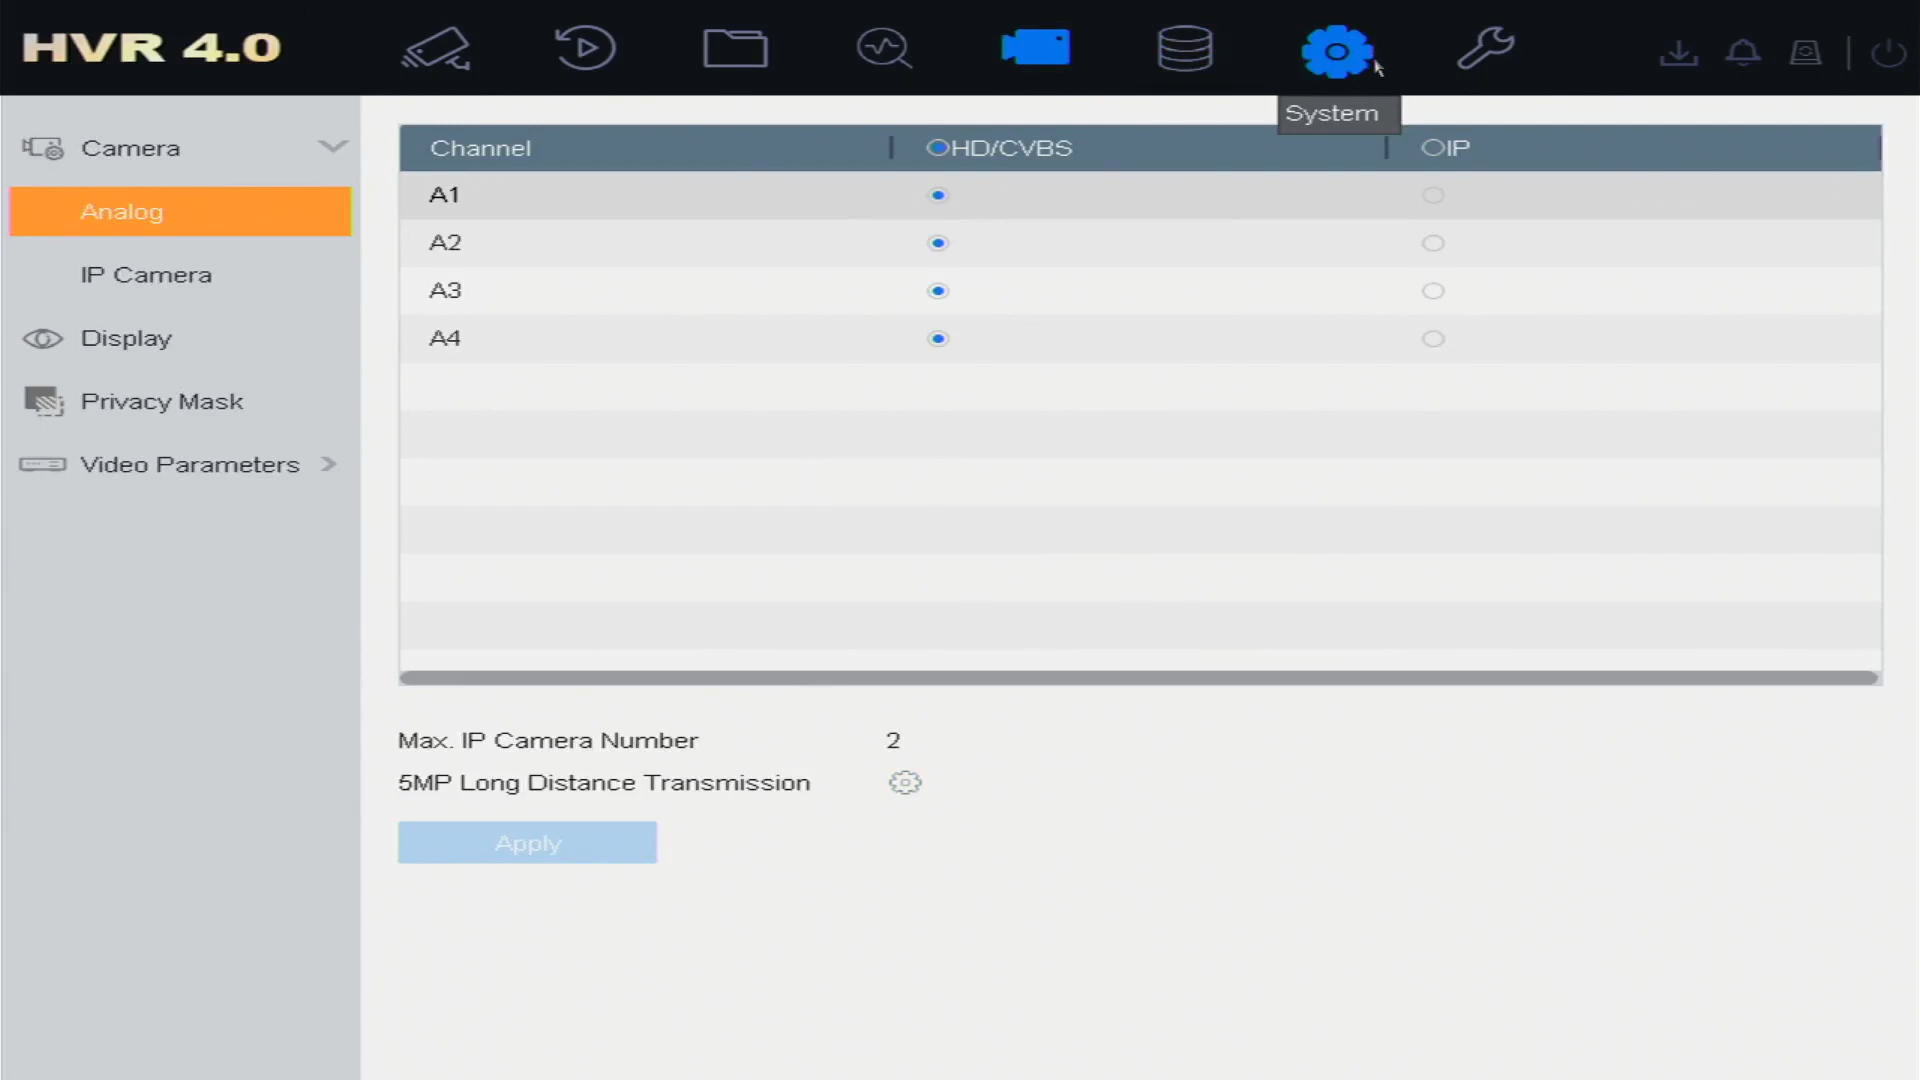 HVR 4.0
System
Camera
Analog
IP Camera
Display
Privacy Mask
Video Parameters
Channel HD/CVBS IP
A1
A2
A3
A4
Max. IP Camera Number 2
5MP Long Distance Transmission
Apply